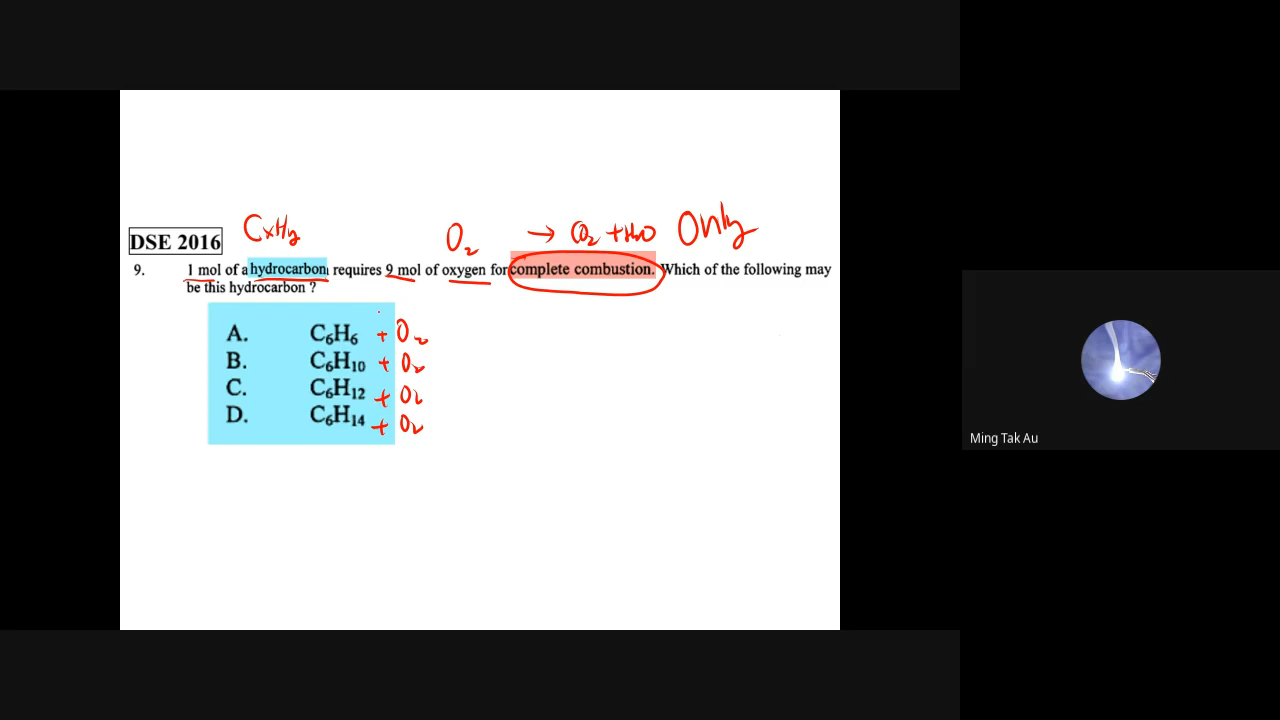 CxHy O₂ → CO₂ + H₂O Only
DSE 2016
9. 1 mol of a hydrocarbon requires 9 mol of oxygen for complete combustion. Which of the following may
be this hydrocarbon ?
A. C₆H₆ + O₂
B. C₆H₁₀ + O₂
C. C₆H₁₂ + O₂
D. C₆H₁₄ + O₂
Ming Tak Au